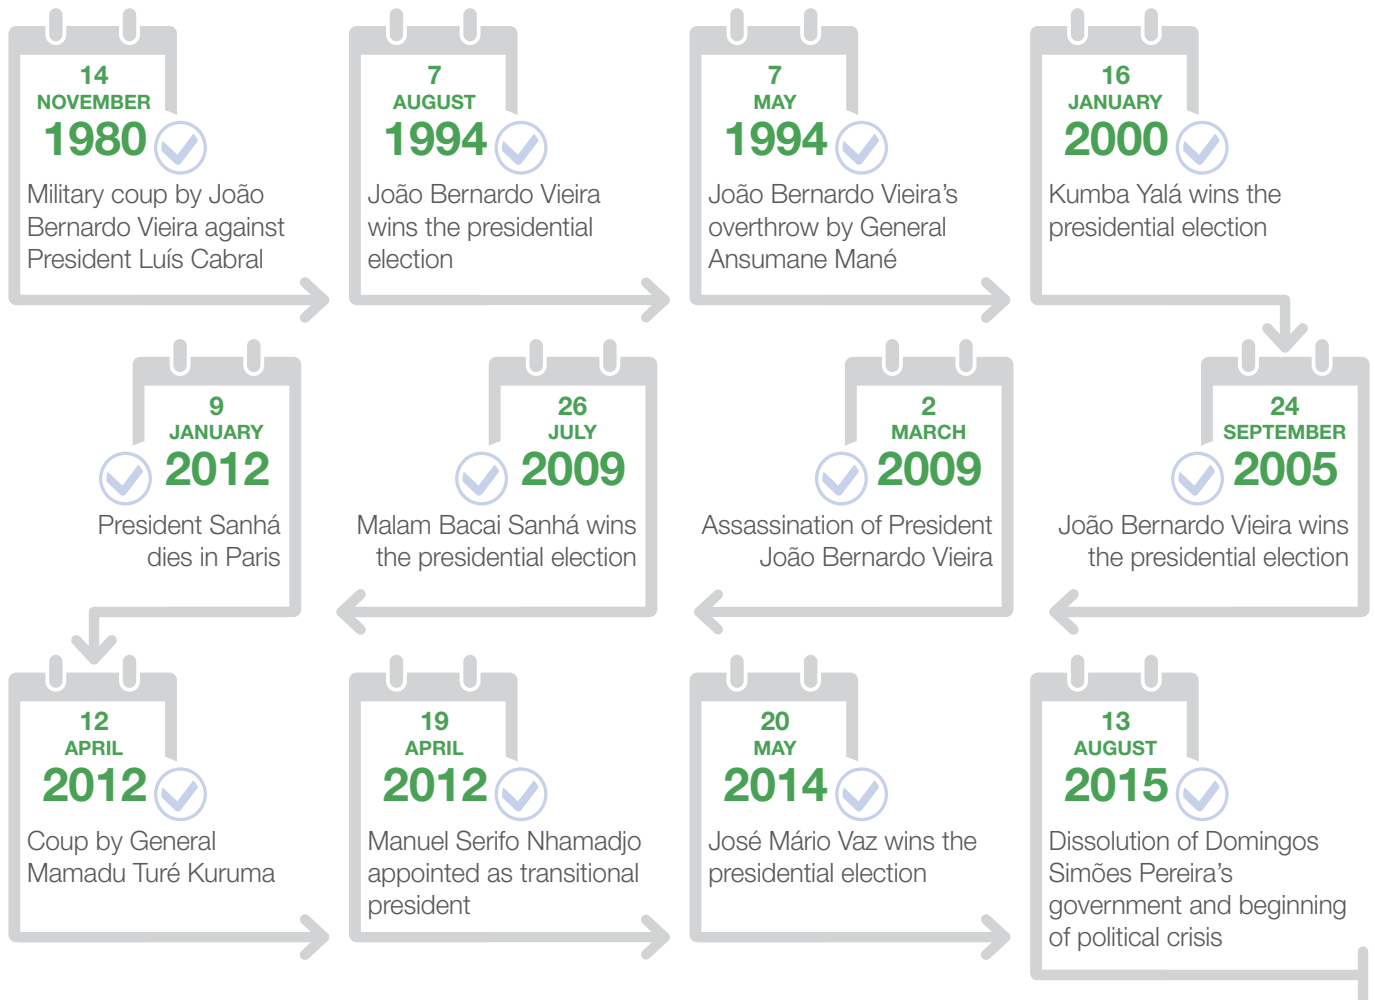 14
NOVEMBER
1980
Military coup by João
Bernardo Vieira against
President Luís Cabral
7
AUGUST
1994
João Bernardo Vieira
wins the presidential
election
7
MAY
1994
João Bernardo Vieira’s
overthrow by General
Ansumane Mané
16
JANUARY
2000
Kumba Yalá wins the
presidential election
24
SEPTEMBER
2005
João Bernardo Vieira wins
the presidential election
2
MARCH
2009
Assassination of President
João Bernardo Vieira
26
JULY
2009
Malam Bacai Sanhá wins
the presidential election
9
JANUARY
2012
President Sanhá
dies in Paris
12
APRIL
2012
Coup by General
Mamadu Turé Kuruma
19
APRIL
2012
Manuel Serifo Nhamadjo
appointed as transitional
president
20
MAY
2014
José Mário Vaz wins the
presidential election
13
AUGUST
2015
Dissolution of Domingos
Simões Pereira’s
government and beginning
of political crisis